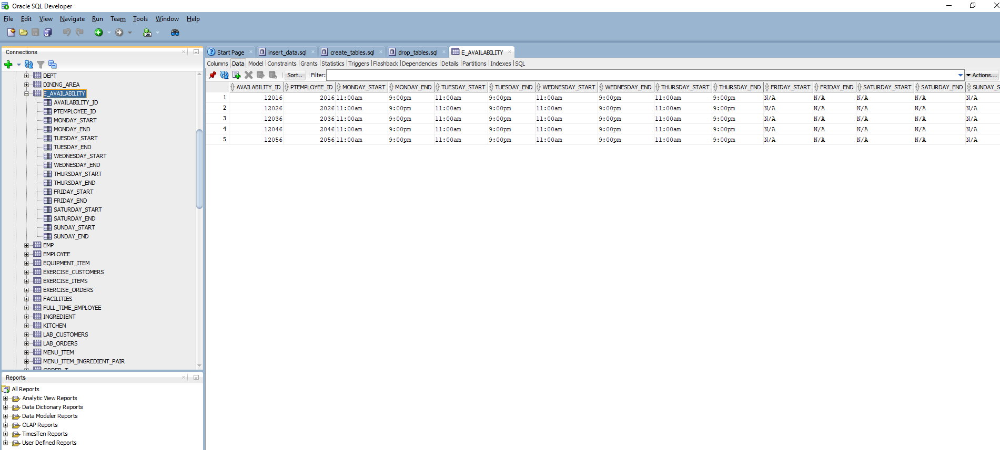 Oracle SQL Developer
File Edit View Navigate Run Team Tools Window Help
Connections
DEPT
DINING_AREA
E_AVAILABILITY
AVAILABILITY_ID
PTEMPLOYEE_ID
MONDAY_START
MONDAY_END
TUESDAY_START
TUESDAY_END
WEDNESDAY_START
WEDNESDAY_END
THURSDAY_START
THURSDAY_END
FRIDAY_START
FRIDAY_END
SATURDAY_START
SATURDAY_END
SUNDAY_START
SUNDAY_END
EMP
EMPLOYEE
EQUIPMENT_ITEM
EXERCISE_CUSTOMERS
EXERCISE_ITEMS
EXERCISE_ORDERS
FACILITIES
FULL_TIME_EMPLOYEE
INGREDIENT
KITCHEN
LAB_CUSTOMERS
LAB_ORDERS
MENU_ITEM
MENU_ITEM_INGREDIENT_PAIR
Reports
All Reports
Analytic View Reports
Data Dictionary Reports
Data Modeler Reports
OLAP Reports
TimesTen Reports
User Defined Reports
Start Page insert_data.sql create_tables.sql drop_tables.sql E_AVAILABILITY
Columns Data Model Constraints Grants Statistics Triggers Flashback Dependencies Details Partitions Indexes SQL
Sort.. Filter: Actions...
AVAILABILITY_ID PTEMPLOYEE_ID MONDAY_START MONDAY_END TUESDAY_START TUESDAY_END WEDNESDAY_START WEDNESDAY_END THURSDAY_START THURSDAY_END FRIDAY_START FRIDAY_END SATURDAY_START SATURDAY_END SUNDAY_S
1 12016 2016 11:00am 9:00pm 11:00am 9:00pm 11:00am 9:00pm 11:00am 9:00pm N/A N/A N/A N/A N/A
2 12026 2026 11:00am 9:00pm 11:00am 9:00pm 11:00am 9:00pm 11:00am 9:00pm N/A N/A N/A N/A N/A
3 12036 2036 11:00am 9:00pm 11:00am 9:00pm 11:00am 9:00pm 11:00am 9:00pm N/A N/A N/A N/A N/A
4 12046 2046 11:00am 9:00pm 11:00am 9:00pm 11:00am 9:00pm 11:00am 9:00pm N/A N/A N/A N/A N/A
5 12056 2056 11:00am 9:00pm 11:00am 9:00pm 11:00am 9:00pm 11:00am 9:00pm N/A N/A N/A N/A N/A